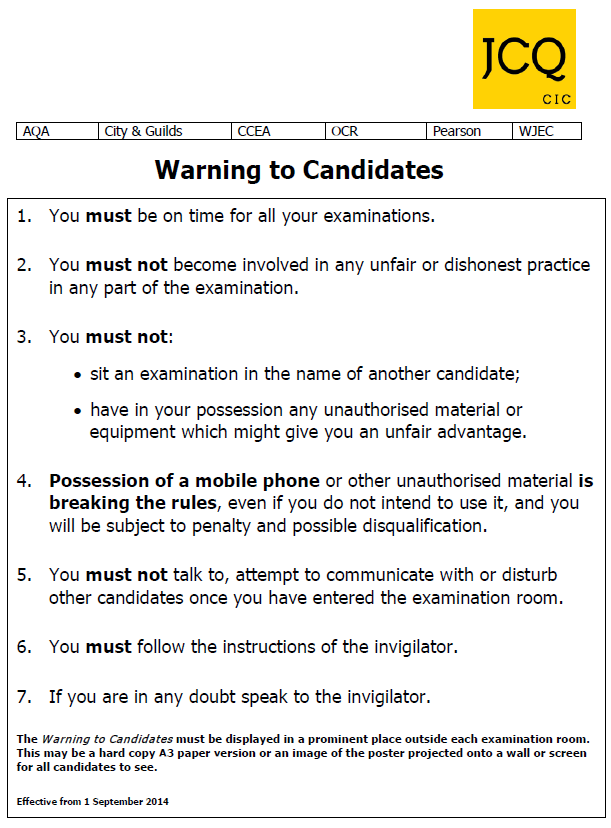 JCQ
CIC
AQA City & Guilds CCEA OCR Pearson WJEC
Warning to Candidates
1. You must be on time for all your examinations.
2. You must not become involved in any unfair or dishonest practice
in any part of the examination.
3. You must not:
• sit an examination in the name of another candidate;
• have in your possession any unauthorised material or
equipment which might give you an unfair advantage.
4. Possession of a mobile phone or other unauthorised material is
breaking the rules, even if you do not intend to use it, and you
will be subject to penalty and possible disqualification.
5. You must not talk to, attempt to communicate with or disturb
other candidates once you have entered the examination room.
6. You must follow the instructions of the invigilator.
7. If you are in any doubt speak to the invigilator.
The Warning to Candidates must be displayed in a prominent place outside each examination room.
This may be a hard copy A3 paper version or an image of the poster projected onto a wall or screen
for all candidates to see.
Effective from 1 September 2014